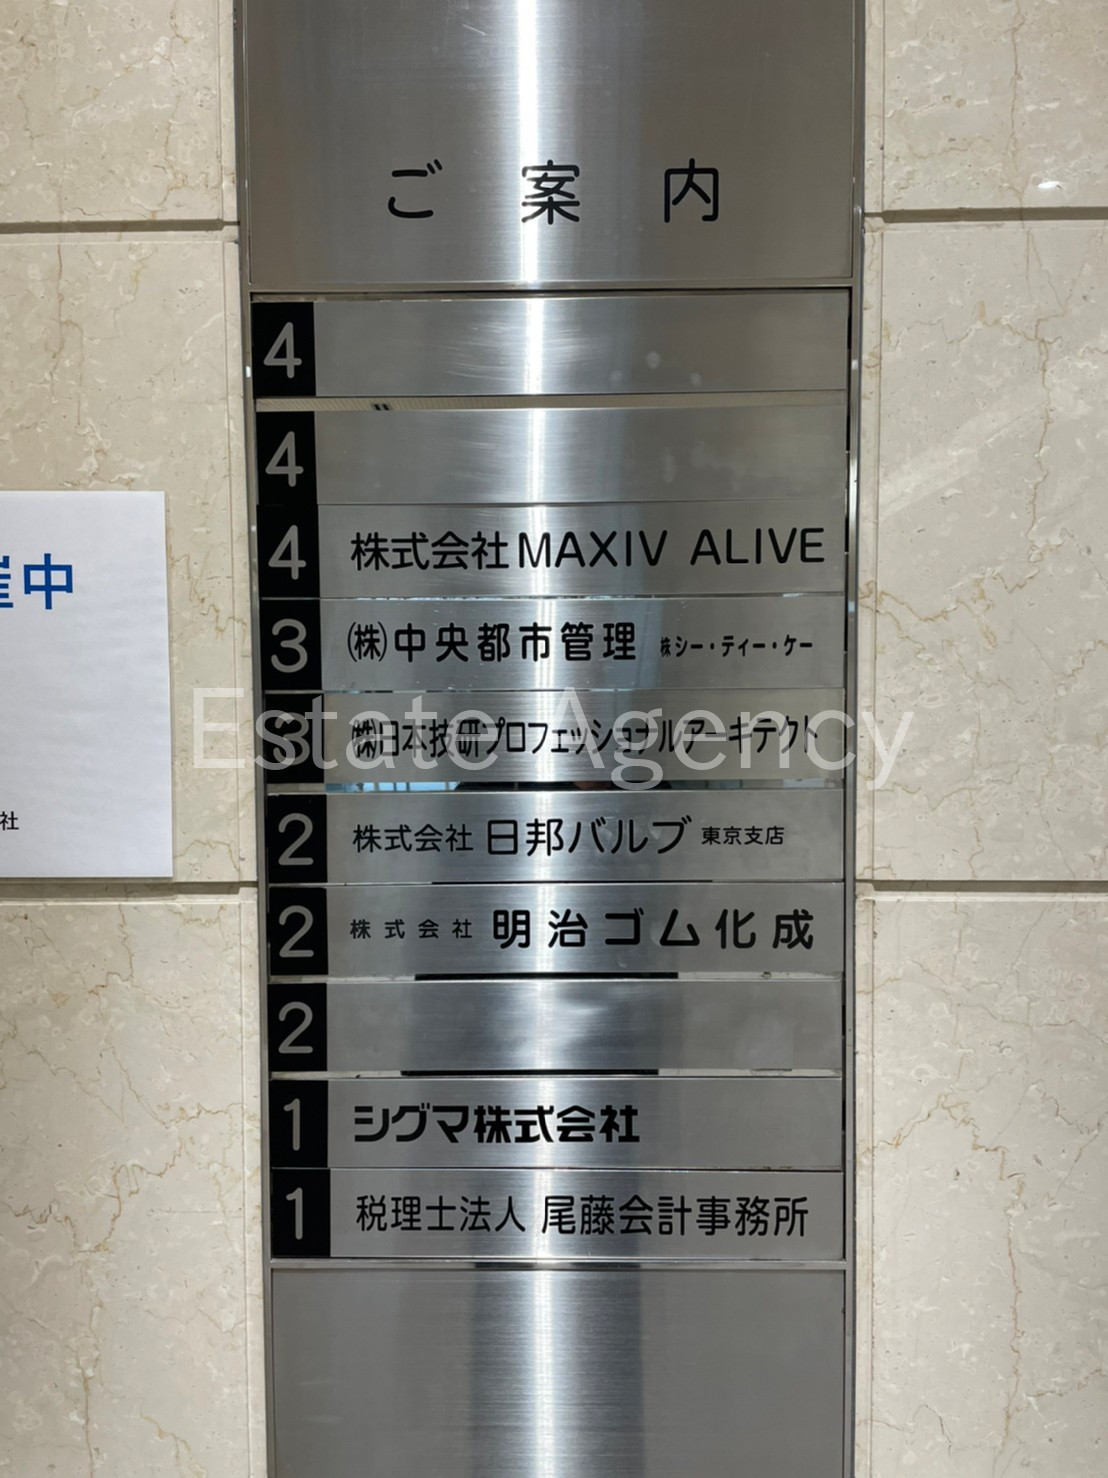 ご案内
4
4
4 株式会社MAXIV ALIVE
3 ㈱中央都市管理 ㈱シー・ティー・ケー
3 ㈱日本技研プロフェッショナルアーキテクト
Estate Agency
2 株式会社 日邦バルブ 東京支店
2 株式会社 明治ゴム化成
2
1 シグマ株式会社
1 税理士法人 尾藤会計事務所
中
社